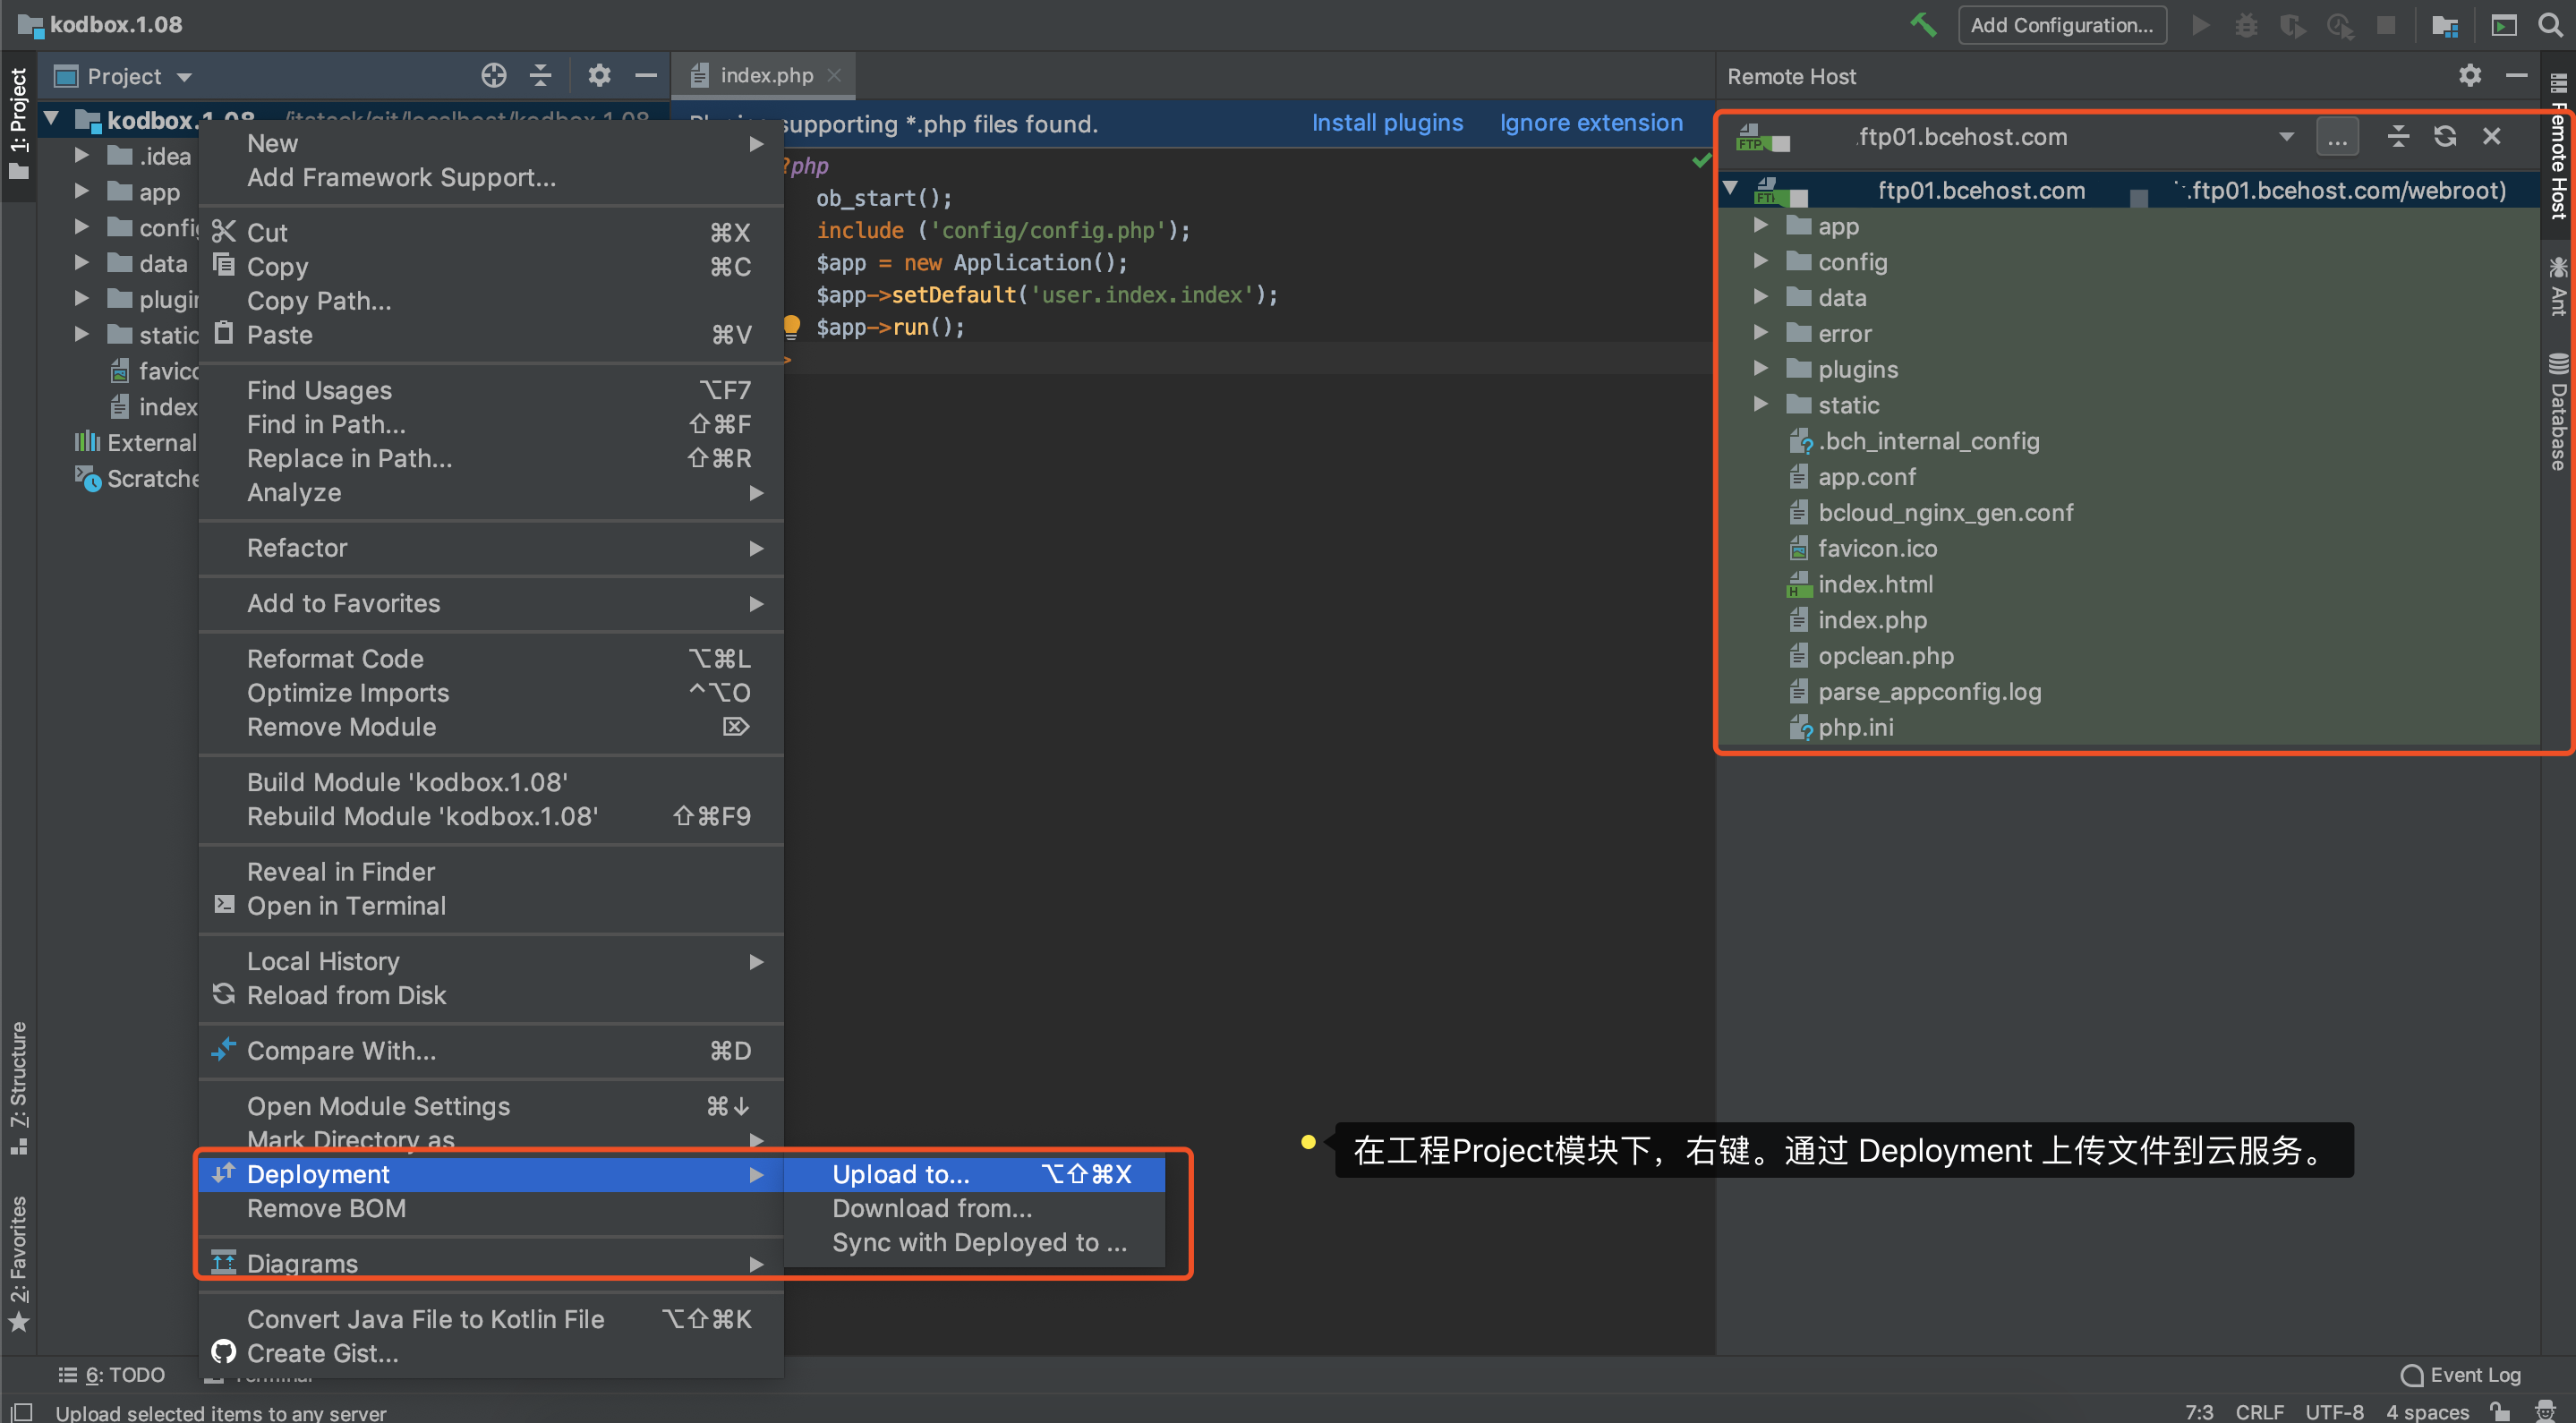 kodbox.1.08
Add Configuration...
1: Project
Project
index.php
Remote Host
kodbox.1.08 /itstack/git/localhost/kodbox.1.08
.idea
app
data
External
index
supporting *.php files found.
Install plugins
Ignore extension
New
Add Framework Support...
Cut ⌘X
Copy ⌘C
Copy Path...
Paste ⌘V
Find Usages ⌥F7
Find in Path... ⇧⌘F
Replace in Path... ⇧⌘R
Analyze
Refactor
Add to Favorites
Reformat Code ⌥⌘L
Optimize Imports ^⌥O
Remove Module ⌦
Build Module 'kodbox.1.08'
Rebuild Module 'kodbox.1.08' ⇧⌘F9
Reveal in Finder
Open in Terminal
Local History
Reload from Disk
Compare With... ⌘D
Open Module Settings ⌘↓
Mark Directory as
Deployment
Remove BOM
Diagrams
Convert Java File to Kotlin File ⌥⇧⌘K
Create Gist...
Upload to... ⌥⇧⌘X
Download from...
Sync with Deployed to ...
?php
ob_start();
include ('config/config.php');
$app = new Application();
$app->setDefault('user.index.index');
$app->run();
>
在工程Project模块下，右键。通过 Deployment 上传文件到云服务。
.ftp01.bcehost.com
...
ftp01.bcehost.com .ftp01.bcehost.com/webroot)
app
config
data
error
plugins
static
.bch_internal_config
app.conf
bcloud_nginx_gen.conf
favicon.ico
index.html
index.php
opclean.php
parse_appconfig.log
php.ini
Remote Host
Ant
Database
7: Structure
2: Favorites
6: TODO
Terminal
Event Log
Upload selected items to any server
7:3 CRLF UTF-8 4 spaces